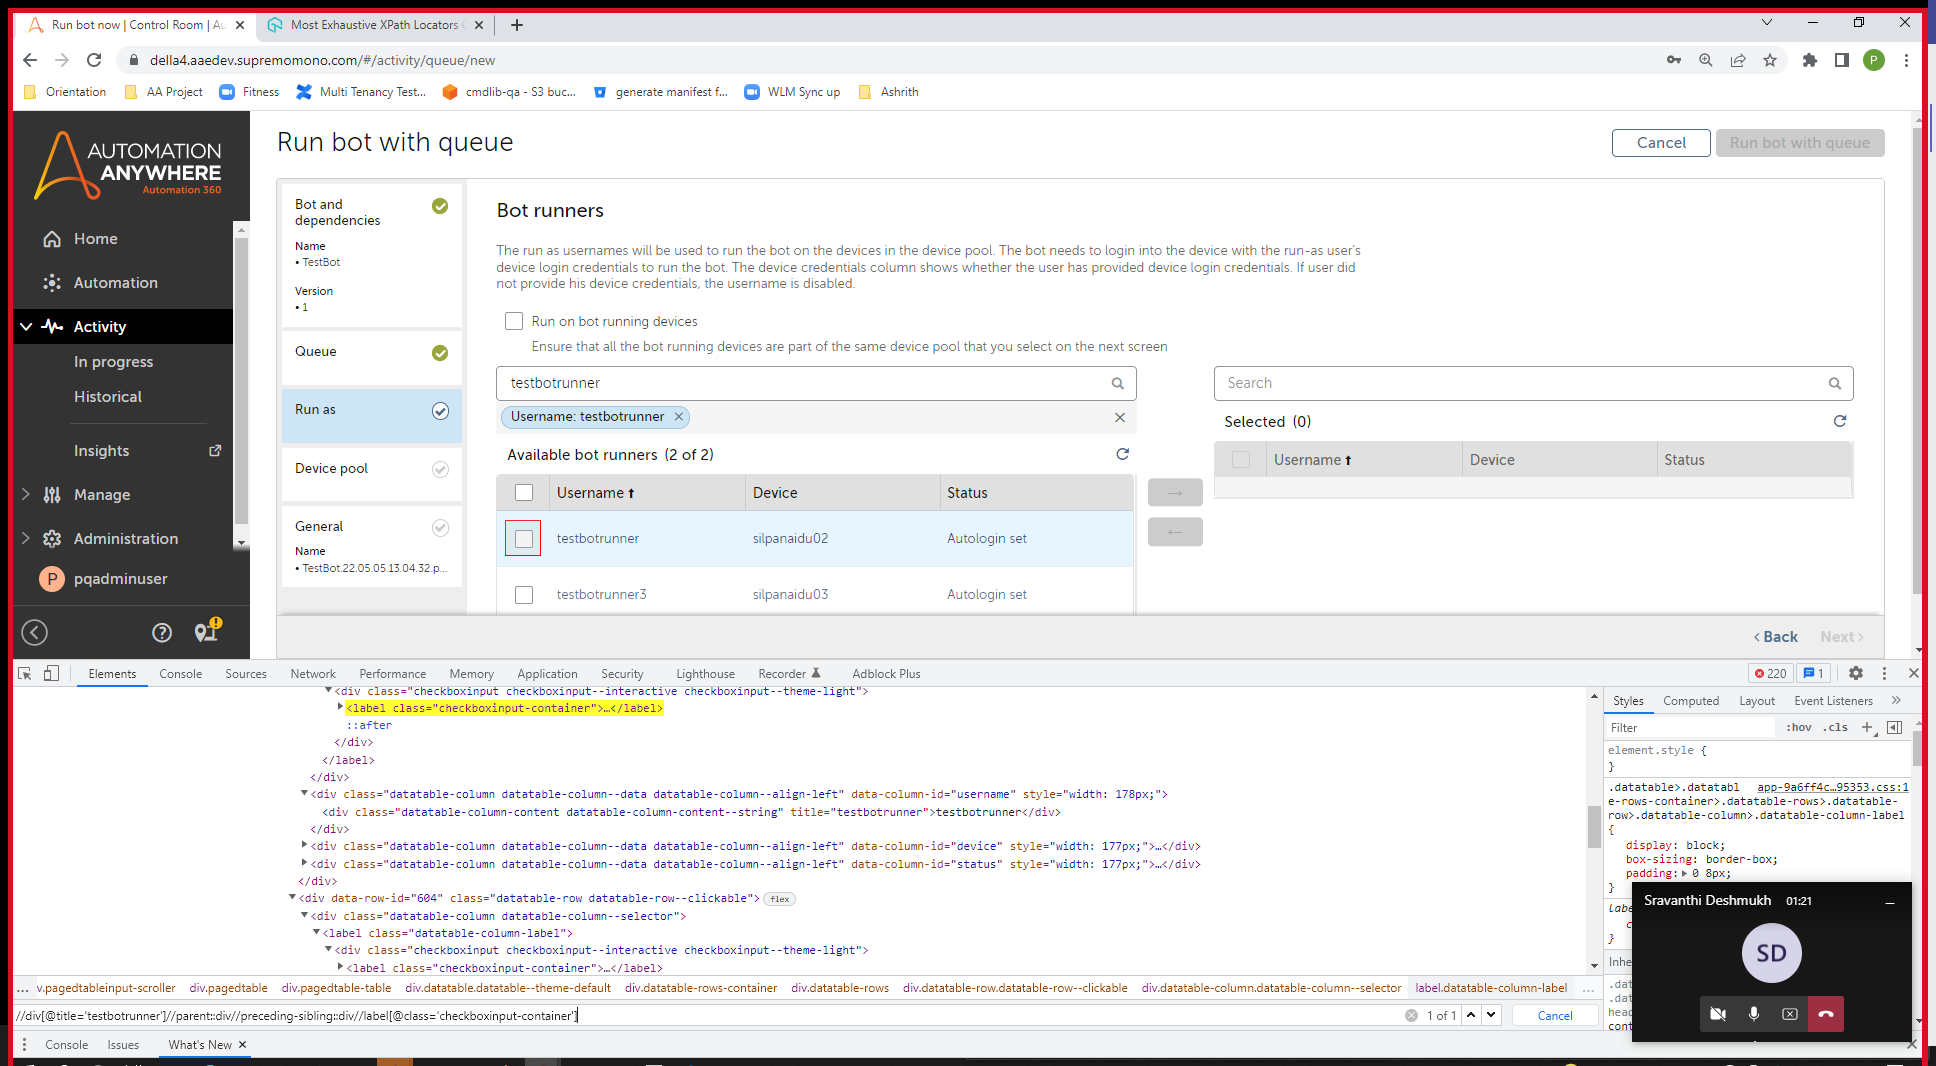 Run bot now | Control Room | Au
Most Exhaustive XPath Locators C
della4.aaedev.supremomono.com/#/activity/queue/new
P
Orientation
AA Project
Fitness
Multi Tenancy Test...
cmdlib-qa - S3 buc...
generate manifest f...
WLM Sync up
Ashrith
AUTOMATION
ANYWHERE
Automation 360
Home
Automation
Activity
In progress
Historical
Insights
Manage
Administration
P pqadminuser
Run bot with queue
Cancel
Run bot with queue
Bot and
dependencies
Name
• TestBot
Version
• 1
Queue
Run as
Device pool
General
Name
• TestBot.22.05.05.13.04.32.p...
Bot runners
The run as usernames will be used to run the bot on the devices in the device pool. The bot needs to login into the device with the run-as user's
device login credentials to run the bot. The device credentials column shows whether the user has provided device login credentials. If user did
not provide his device credentials, the username is disabled.
Run on bot running devices
Ensure that all the bot running devices are part of the same device pool that you select on the next screen
testbotrunner
Username: testbotrunner
Available bot runners (2 of 2)
Username Device Status
testbotrunner silpanaidu02 Autologin set
testbotrunner3 silpanaidu03 Autologin set
Search
Selected (0)
Username Device Status
Back
Next
Elements Console Sources Network Performance Memory Application Security Lighthouse Recorder Adblock Plus
220 1
<div class="checkboxinput checkboxinput--interactive checkboxinput--theme-light">
<label class="checkboxinput-container">…</label>
::after
</div>
</label>
</div>
<div class="datatable-column datatable-column--data datatable-column--align-left" data-column-id="username" style="width: 178px;">
<div class="datatable-column-content datatable-column-content--string" title="testbotrunner">testbotrunner</div>
</div>
<div class="datatable-column datatable-column--data datatable-column--align-left" data-column-id="device" style="width: 177px;">…</div>
<div class="datatable-column datatable-column--data datatable-column--align-left" data-column-id="status" style="width: 177px;">…</div>
</div>
<div data-row-id="604" class="datatable-row datatable-row--clickable"> flex
<div class="datatable-column datatable-column--selector">
<label class="datatable-column-label">
<div class="checkboxinput checkboxinput--interactive checkboxinput--theme-light">
<label class="checkboxinput-container">…</label>
... v.pagedtableinput-scroller div.pagedtable div.pagedtable-table div.datatable.datatable--theme-default div.datatable-rows-container div.datatable-rows div.datatable-row.datatable-row--clickable div.datatable-column.datatable-column--selector label.datatable-column-label ...
//div[@title='testbotrunner']//parent::div//preceding-sibling::div//label[@class='checkboxinput-container']
1 of 1
Cancel
Console Issues What's New
Styles Computed Layout Event Listeners
Filter :hov .cls
element.style {
}
.datatable>.datatabl app-9a6ff4c…95353.css:1
e-rows-container>.datatable-rows>.datatable-
row>.datatable-column>.datatable-column-label
{
display: block;
box-sizing: border-box;
padding: 0 8px;
}
Sravanthi Deshmukh 01:21
SD